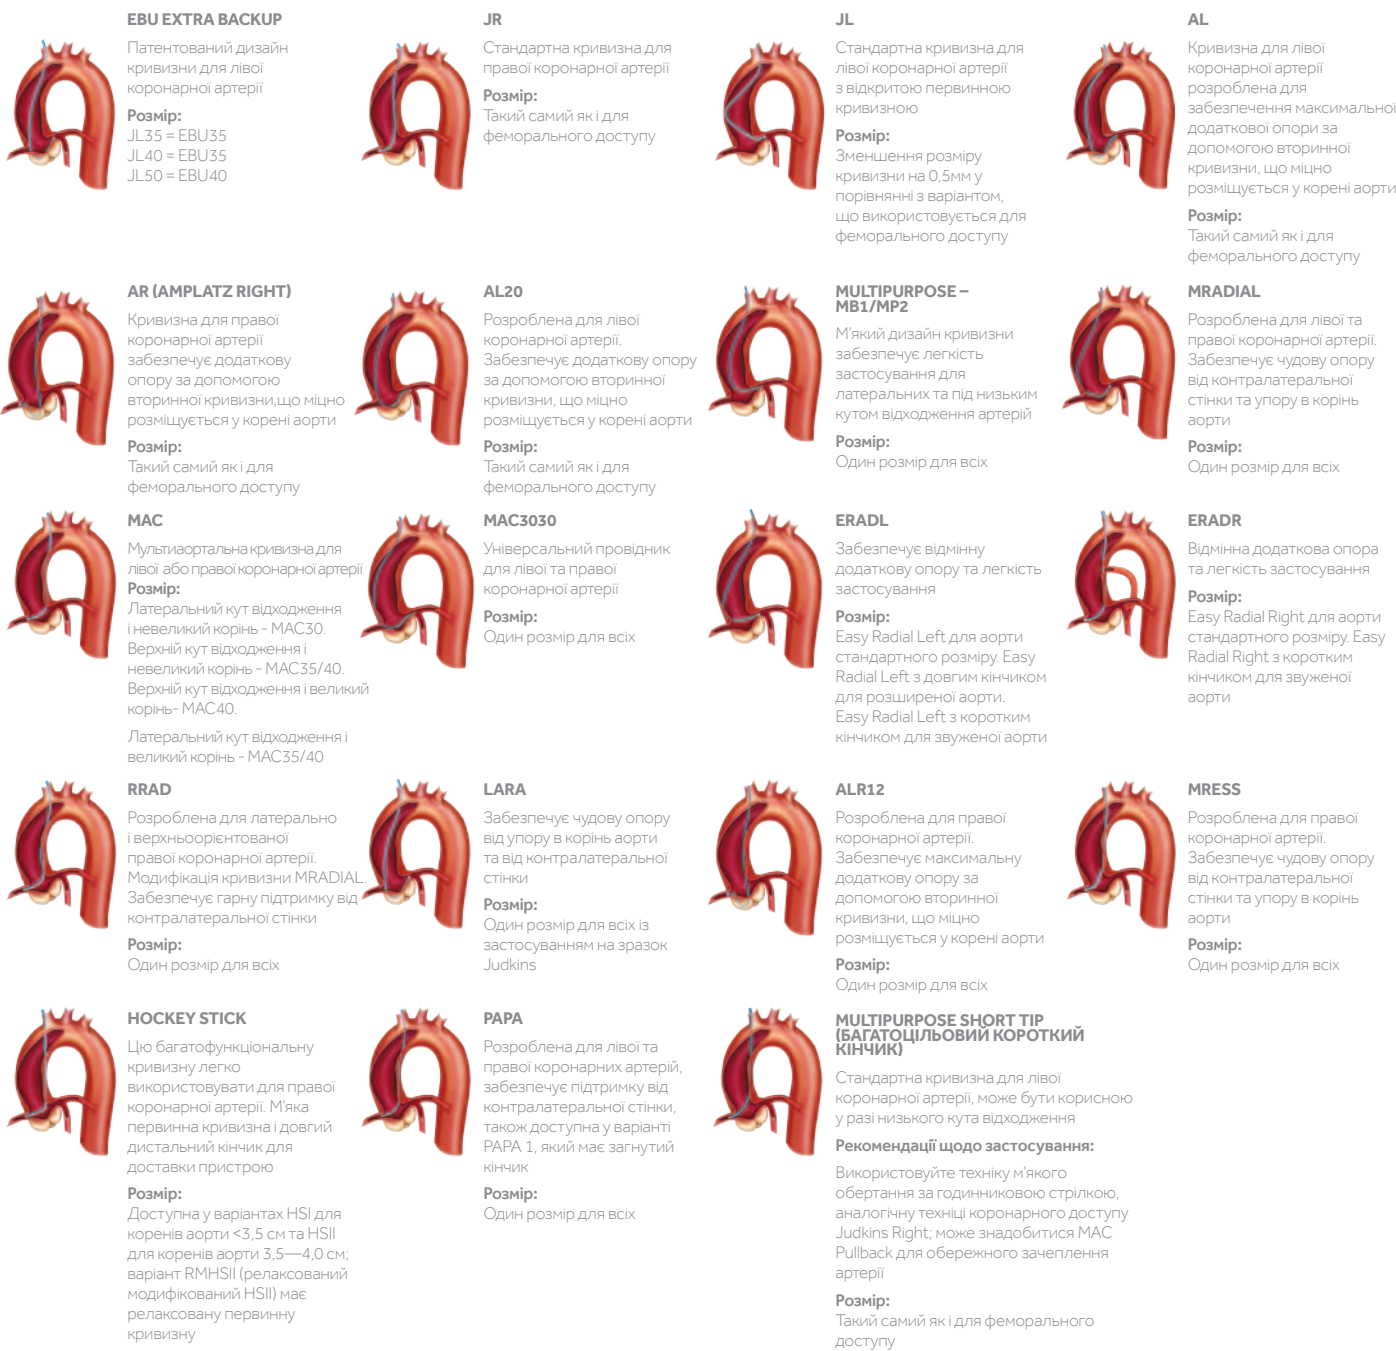 EBU EXTRA BACKUP
Патентований дизайн
кривизни для лівої
коронарної артерії
Розмір:
JL35 = EBU35
JL40 = EBU35
JL50 = EBU40
JR
Стандартна кривизна для
правої коронарної артерії
Розмір:
Такий самий як і для
феморального доступу
JL
Стандартна кривизна для
лівої коронарної артерії
з відкритою первинною
кривизною
Розмір:
Зменшення розміру
кривизни на 0,5мм у
порівнянні з варіантом,
що використовується для
феморального доступу
AL
Кривизна для лівої
коронарної артерії
розроблена для
забезпечення максимальної
додаткової опори за
допомогою вторинної
кривизни, що міцно
розміщується у корені аорти
Розмір:
Такий самий як і для
феморального доступу
AR (AMPLATZ RIGHT)
Кривизна для правої
коронарної артерії
забезпечує додаткову
опору за допомогою
вторинної кривизни,що міцно
розміщується у корені аорти
Розмір:
Такий самий як і для
феморального доступу
AL20
Розроблена для лівої
коронарної артерії.
Забезпечує додаткову опору
за допомогою вторинної
кривизни, що міцно
розміщується у корені аорти
Розмір:
Такий самий як і для
феморального доступу
MULTIPURPOSE –
MB1/MP2
М'який дизайн кривизни
забезпечує легкість
застосування для
латеральних та під низьким
кутом відходження артерій
Розмір:
Один розмір для всіх
MRADIAL
Розроблена для лівої та
правої коронарної артерії.
Забезпечує чудову опору
від контралатеральної
стінки та упору в корінь
аорти
Розмір:
Один розмір для всіх
MAC
Мультиаортальна кривизна для
лівої або правої коронарної артерії
Розмір:
Латеральний кут відходження
і невеликий корінь - MAC30.
Верхній кут відходження і
невеликий корінь - MAC35/40.
Верхній кут відходження і великий
корінь- MAC40.
Латеральний кут відходження і
великий корінь - MAC35/40
MAC3030
Універсальний провідник
для лівої та правої
коронарної артерії
Розмір:
Один розмір для всіх
ERADL
Забезпечує відмінну
додаткову опору та легкість
застосування
Розмір:
Easy Radial Left для аорти
стандартного розміру. Easy
Radial Left з довгим кінчиком
для розширеної аорти.
Easy Radial Left з коротким
кінчиком для звуженої аорти
ERADR
Відмінна додаткова опора
та легкість застосування
Розмір:
Easy Radial Right для аорти
стандартного розміру. Easy
Radial Right з коротким
кінчиком для звуженої
аорти
RRAD
Розроблена для латерально
і верхньоорієнтованої
правої коронарної артерії.
Модифікація кривизни MRADIAL.
Забезпечує гарну підтримку від
контралатеральної стінки
Розмір:
Один розмір для всіх
LARA
Забезпечує чудову опору
від упору в корінь аорти
та від контралатеральної
стінки
Розмір:
Один розмір для всіх із
застосуванням на зразок
Judkins
ALR12
Розроблена для правої
коронарної артерії.
Забезпечує максимальну
додаткову опору за
допомогою вторинної
кривизни, що міцно
розміщується у корені аорти
Розмір:
Один розмір для всіх
MRESS
Розроблена для правої
коронарної артерії.
Забезпечує чудову опору
від контралатеральної
стінки та упору в корінь
аорти
Розмір:
Один розмір для всіх
HOCKEY STICK
Цю багатофункціональну
кривизну легко
використовувати для правої
коронарної артерії. М'яка
первинна кривизна і довгий
дистальний кінчик для
доставки пристрою
Розмір:
Доступна у варіантах HSI для
коренів аорти <3,5 см та HSII
для коренів аорти 3,5—4,0 см;
варіант RMHSII (релаксований
модифікований HSII) має
релаксовану первинну
кривизну
PAPA
Розроблена для лівої та
правої коронарних артерій,
забезпечує підтримку від
контралатеральної стінки,
також доступна у варіанті
PAPA 1, який має загнутий
кінчик
Розмір:
Один розмір для всіх
MULTIPURPOSE SHORT TIP
(БАГАТОЦІЛЬОВИЙ КОРОТКИЙ
КІНЧИК)
Стандартна кривизна для лівої
коронарної артерії, може бути корисною
у разі низького кута відходження
Рекомендації щодо застосування:
Використовуйте техніку м'якого
обертання за годинниковою стрілкою,
аналогічну техніці коронарного доступу
Judkins Right; може знадобитися MAC
Pullback для обережного зачеплення
артерії
Розмір:
Такий самий як і для феморального
доступу